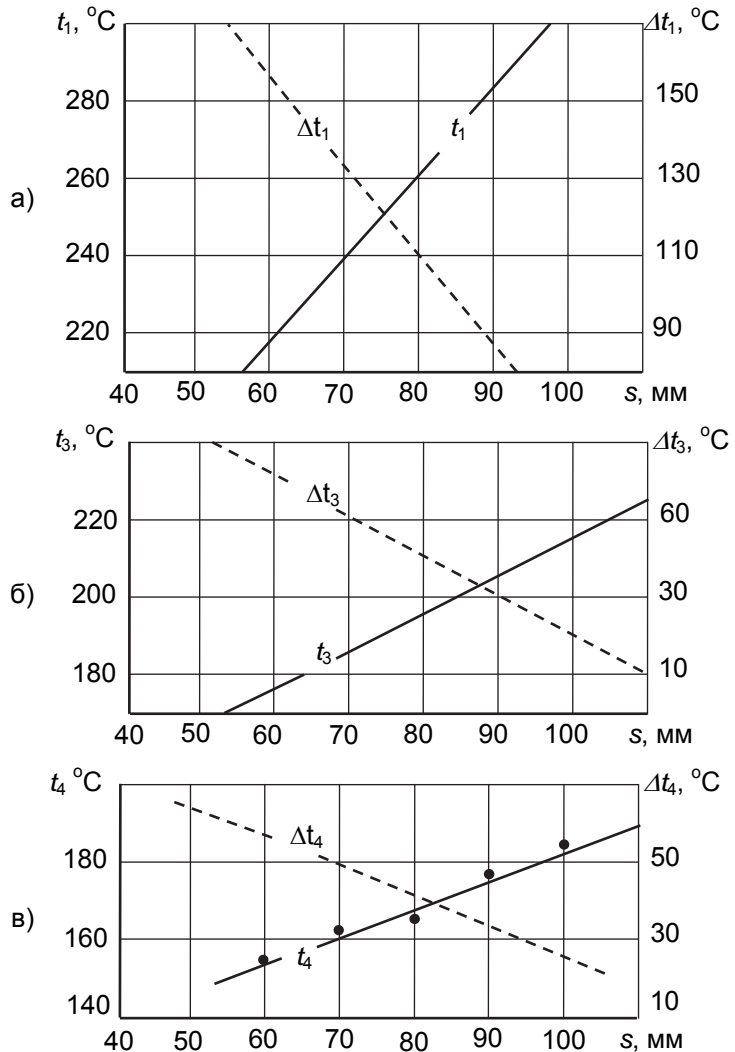 t₁, °C Δt₁, °C
280 150
Δt₁ t₁
а) 260 130
240 110
220 90
40 50 60 70 80 90 100 s, мм
t₃, °C Δt₃, °C
Δt₃
220 60
б) 200 30
t₃
180 10
40 50 60 70 80 90 100 s, мм
t₄ °C Δt₄, °C
Δt₄
180 50
в) 160 30
t₄
140 10
40 50 60 70 80 90 100 s, мм